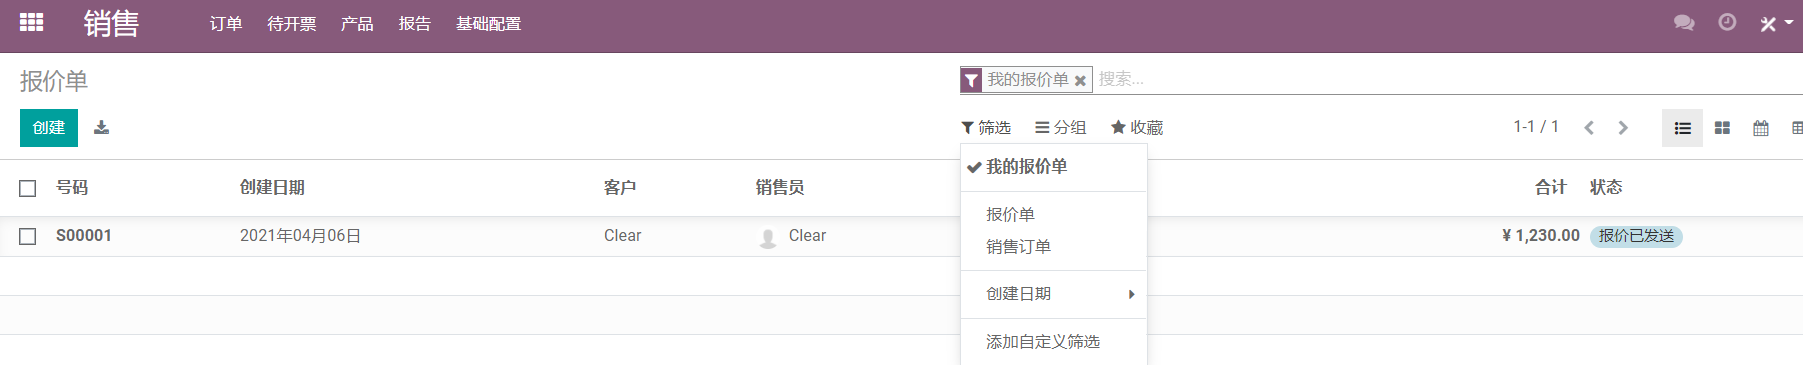 销售 订单 待开票 产品 报告 基础配置
报价单
我的报价单 搜索...
创建
筛选 分组 收藏 1-1 / 1
我的报价单
号码 创建日期 客户 销售员 合计 状态
报价单
S00001 2021年04月06日 Clear Clear ¥ 1,230.00 报价已发送
销售订单
创建日期
添加自定义筛选